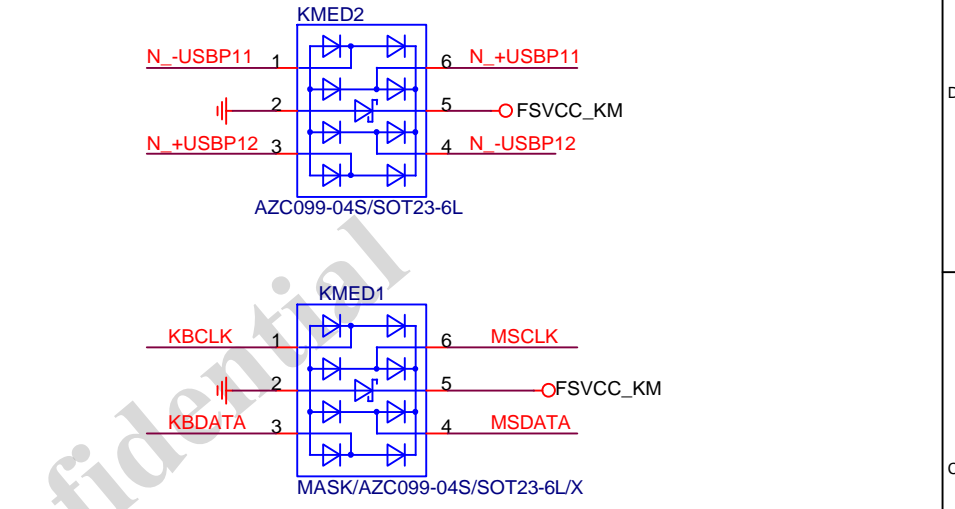 KMED2
N_-USBP11 1 6 N_+USBP11
2 5 FSVCC_KM
N_+USBP12 3 4 N_-USBP12
AZC099-04S/SOT23-6L
KMED1
KBCLK 1 6 MSCLK
2 5 FSVCC_KM
KBDATA 3 4 MSDATA
MASK/AZC099-04S/SOT23-6L/X
fidential
D
C